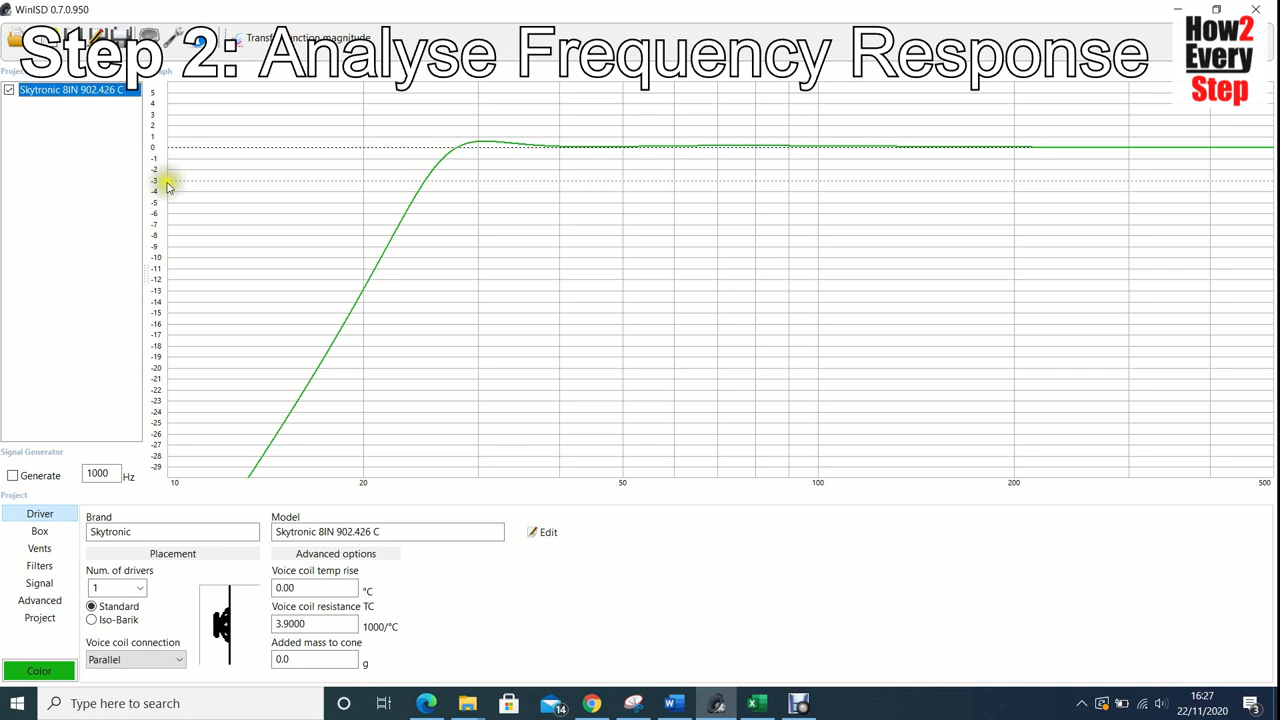 WinISD 0.7.0.950
Step 2: Analyse Frequency Response
How2
Every
Step
Skytronic 8IN 902.426 C
5
4
3
2
1
0
-1
-2
-3
-4
-5
-6
-7
-8
-9
-10
-11
-12
-13
-14
-15
-16
-17
-18
-19
-20
-21
-22
-23
-24
-25
-26
-27
-28
-29
10 20 50 100 200 500
Signal Generator
Generate 1000 Hz
Project
Driver
Box
Vents
Filters
Signal
Advanced
Project
Color
Brand
Skytronic
Model
Skytronic 8IN 902.426 C
Edit
Placement
Advanced options
Num. of drivers
1
Standard
Iso-Barik
Voice coil connection
Parallel
Voice coil temp rise
0.00 °C
Voice coil resistance TC
3.9000 1000/°C
Added mass to cone
0.0 g
Type here to search
14
16:27
22/11/2020
3